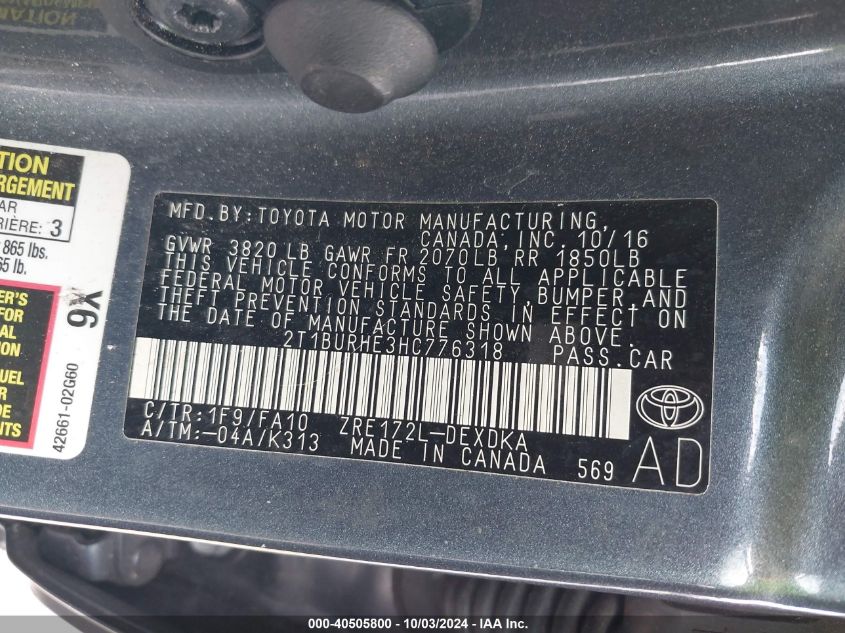 TION
RGEMENT
AR
RIÈRE: 3
865 lbs.
65 lb.
ER'S
FOR
AL
UEL
R
DE
TS
X6
42661-02G60
MFD. BY: TOYOTA MOTOR MANUFACTURING,
CANADA, INC. 10/16
GVWR 3820 LB GAWR FR 2070LB RR 1850LB
THIS VEHICLE CONFORMS TO ALL APPLICABLE
FEDERAL MOTOR VEHICLE SAFETY, BUMPER, AND
THEFT PREVENTION STANDARDS IN EFFECT ON
THE DATE OF MANUFACTURE SHOWN ABOVE.
2T1BURHE3HC776318 PASS. CAR
C/TR: 1F9/FA10 ZRE172L-DEXDKA
A/TM: -04A/K313 MADE IN CANADA 569
AD
000-40505800 - 10/03/2024 - IAA Inc.